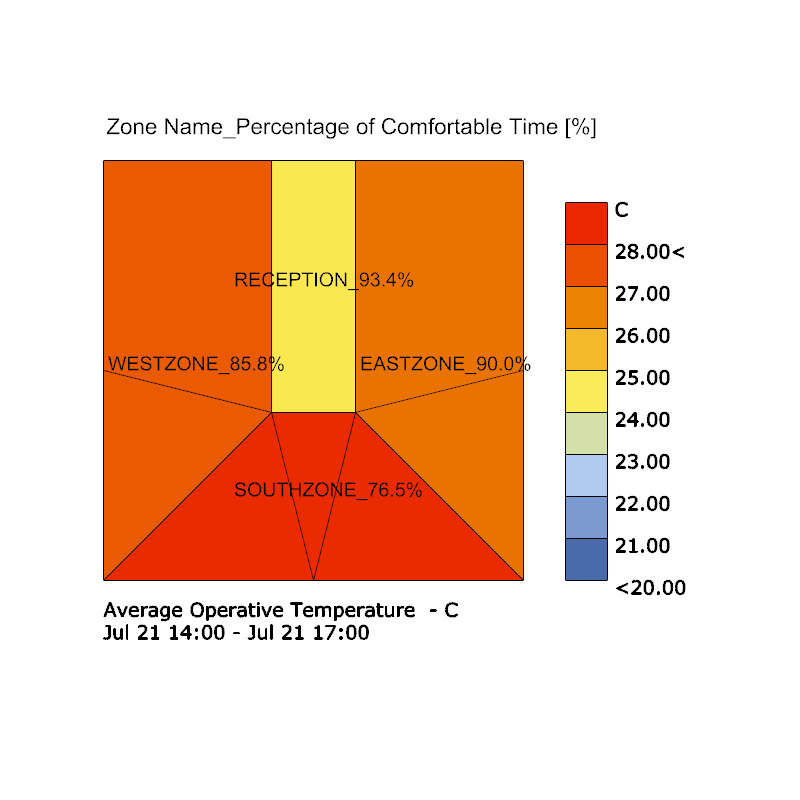 Zone Name_Percentage of Comfortable Time [%]
C
28.00<
27.00
26.00
25.00
24.00
23.00
22.00
21.00
<20.00
RECEPTION_93.4%
WESTZONE_85.8%
EASTZONE_90.0%
SOUTHZONE_76.5%
Average Operative Temperature  - C
Jul 21 14:00 - Jul 21 17:00